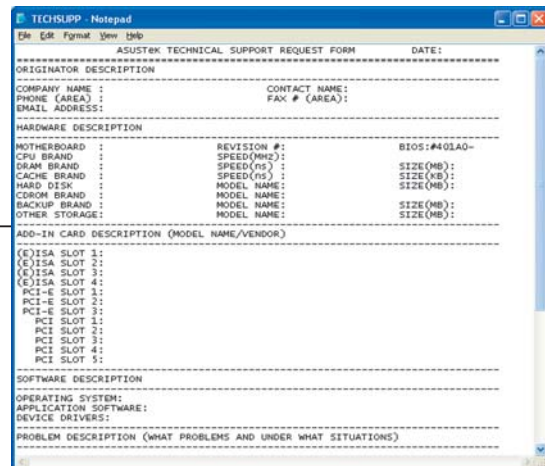 TECHSUPP - Notepad
File Edit Format View Help
ASUSTeK TECHNICAL SUPPORT REQUEST FORM DATE:
ORIGINATOR DESCRIPTION
COMPANY NAME : CONTACT NAME:
PHONE (AREA) : FAX # (AREA):
EMAIL ADDRESS:
HARDWARE DESCRIPTION
MOTHERBOARD : REVISION #: BIOS:#401A0-
CPU BRAND : SPEED(MHz):
DRAM BRAND : SPEED(ns) : SIZE(MB):
CACHE BRAND : SPEED(ns) : SIZE(KB):
HARD DISK : MODEL NAME: SIZE(MB):
CDROM BRAND : MODEL NAME:
BACKUP BRAND : MODEL NAME: SIZE(MB):
OTHER STORAGE: MODEL NAME: SIZE(MB):
ADD-IN CARD DESCRIPTION (MODEL NAME/VENDOR)
(E)ISA SLOT 1:
(E)ISA SLOT 2:
(E)ISA SLOT 3:
(E)ISA SLOT 4:
PCI-E SLOT 1:
PCI-E SLOT 2:
PCI-E SLOT 3:
PCI SLOT 1:
PCI SLOT 2:
PCI SLOT 3:
PCI SLOT 4:
PCI SLOT 5:
SOFTWARE DESCRIPTION
OPERATING SYSTEM:
APPLICATION SOFTWARE:
DEVICE DRIVERS:
PROBLEM DESCRIPTION (WHAT PROBLEMS AND UNDER WHAT SITUATIONS)